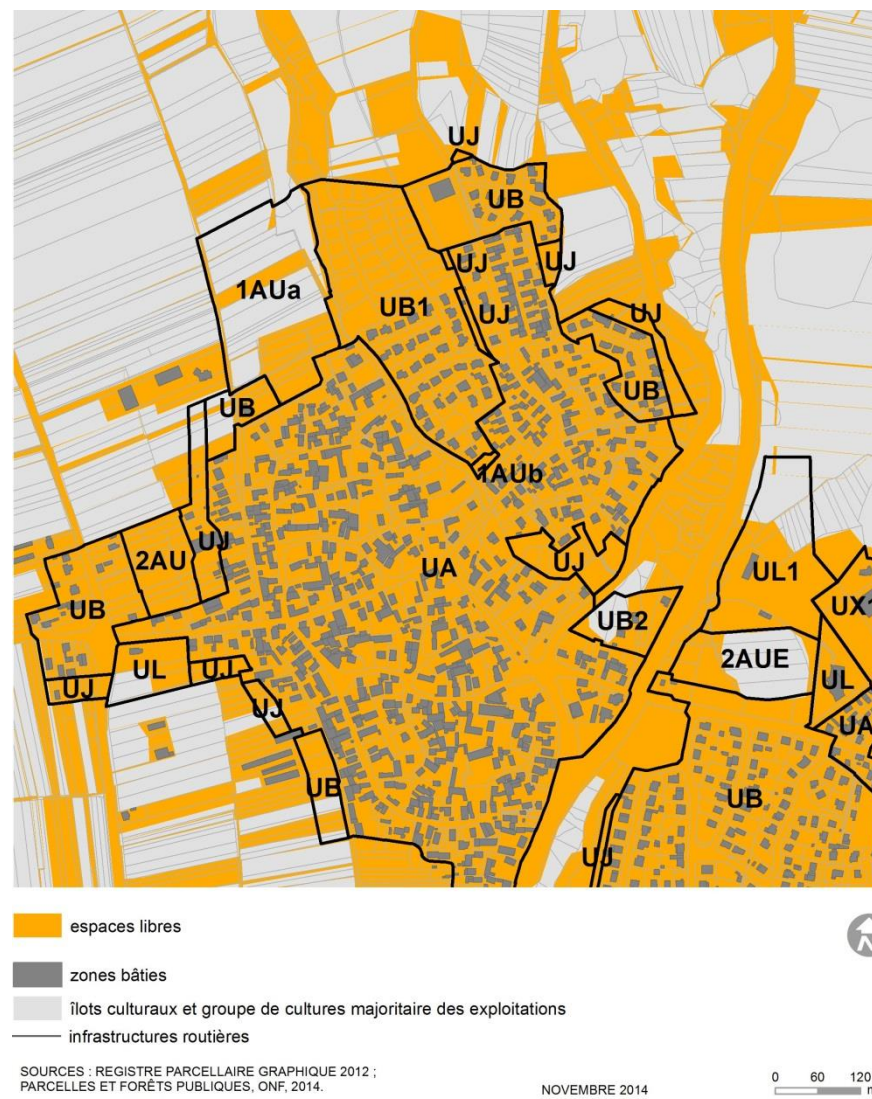 UJ
UB
1AUa
UJ
UJ
UB1
UJ
UJ
UB
UB
1AUb
UJ
2AU
UA
UJ
UL1
UB
UX1
UB2
2AUE
UL
UL
UJ
UJ
UJ
UA
UB
UB
UJ
espaces libres
zones bâties
îlots culturaux et groupe de cultures majoritaire des exploitations
infrastructures routières
SOURCES : REGISTRE PARCELLAIRE GRAPHIQUE 2012 ;
PARCELLES ET FORÊTS PUBLIQUES, ONF, 2014.
NOVEMBRE 2014
0 60 120
N